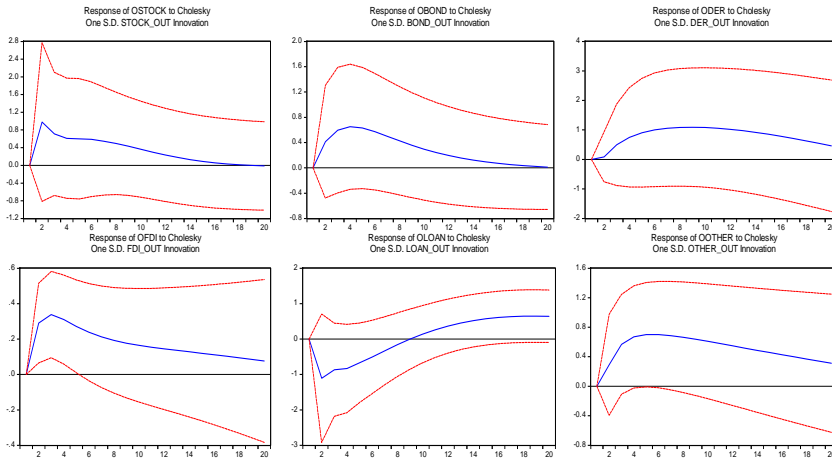 Response of OSTOCK to Cholesky
One S.D. STOCK_OUT Innovation
2.8
2.4
2.0
1.6
1.2
0.8
0.4
0.0
-0.4
-0.8
-1.2
2 4 6 8 10 12 14 16 18 20
Response of OBOND to Cholesky
One S.D. BOND_OUT Innovation
2.0
1.6
1.2
0.8
0.4
0.0
-0.4
-0.8
2 4 6 8 10 12 14 16 18 20
Response of ODER to Cholesky
One S.D. DER_OUT Innovation
4
3
2
1
0
-1
-2
2 4 6 8 10 12 14 16 18 20
Response of OFDI to Cholesky
One S.D. FDI_OUT Innovation
.6
.4
.2
.0
-.2
-.4
2 4 6 8 10 12 14 16 18 20
Response of OLOAN to Cholesky
One S.D. LOAN_OUT Innovation
2
1
0
-1
-2
-3
2 4 6 8 10 12 14 16 18 20
Response of OOTHER to Cholesky
One S.D. OTHER_OUT Innovation
1.6
1.2
0.8
0.4
0.0
-0.4
-0.8
2 4 6 8 10 12 14 16 18 20